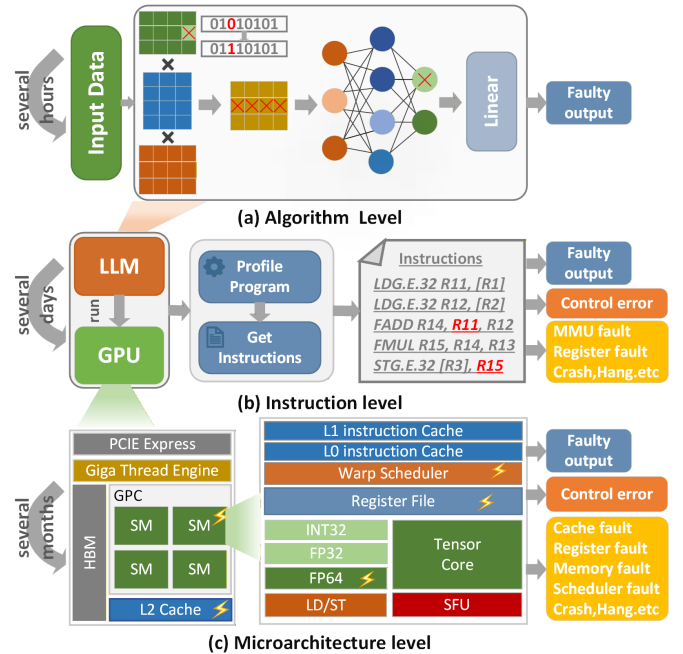 several
hours
Input Data
01010101
01110101
Linear
Faulty
output
(a) Algorithm Level
several
days
LLM
run
GPU
Profile
Program
Get
Instructions
Instructions
LDG.E.32 R11, [R1]
LDG.E.32 R12, [R2]
FADD R14, R11, R12
FMUL R15, R14, R13
STG.E.32 [R3], R15
Faulty
output
Control error
MMU fault
Register fault
Crash,Hang.etc
(b) Instruction level
several
months
PCIE Express
Giga Thread Engine
HBM
GPC
SM
SM
SM
SM
L2 Cache
L1 instruction Cache
L0 instruction Cache
Warp Scheduler
Register File
INT32
FP32
FP64
LD/ST
Tensor
Core
SFU
Faulty
output
Control error
Cache fault
Register fault
Memory fault
Scheduler fault
Crash,Hang.etc
(c) Microarchitecture level